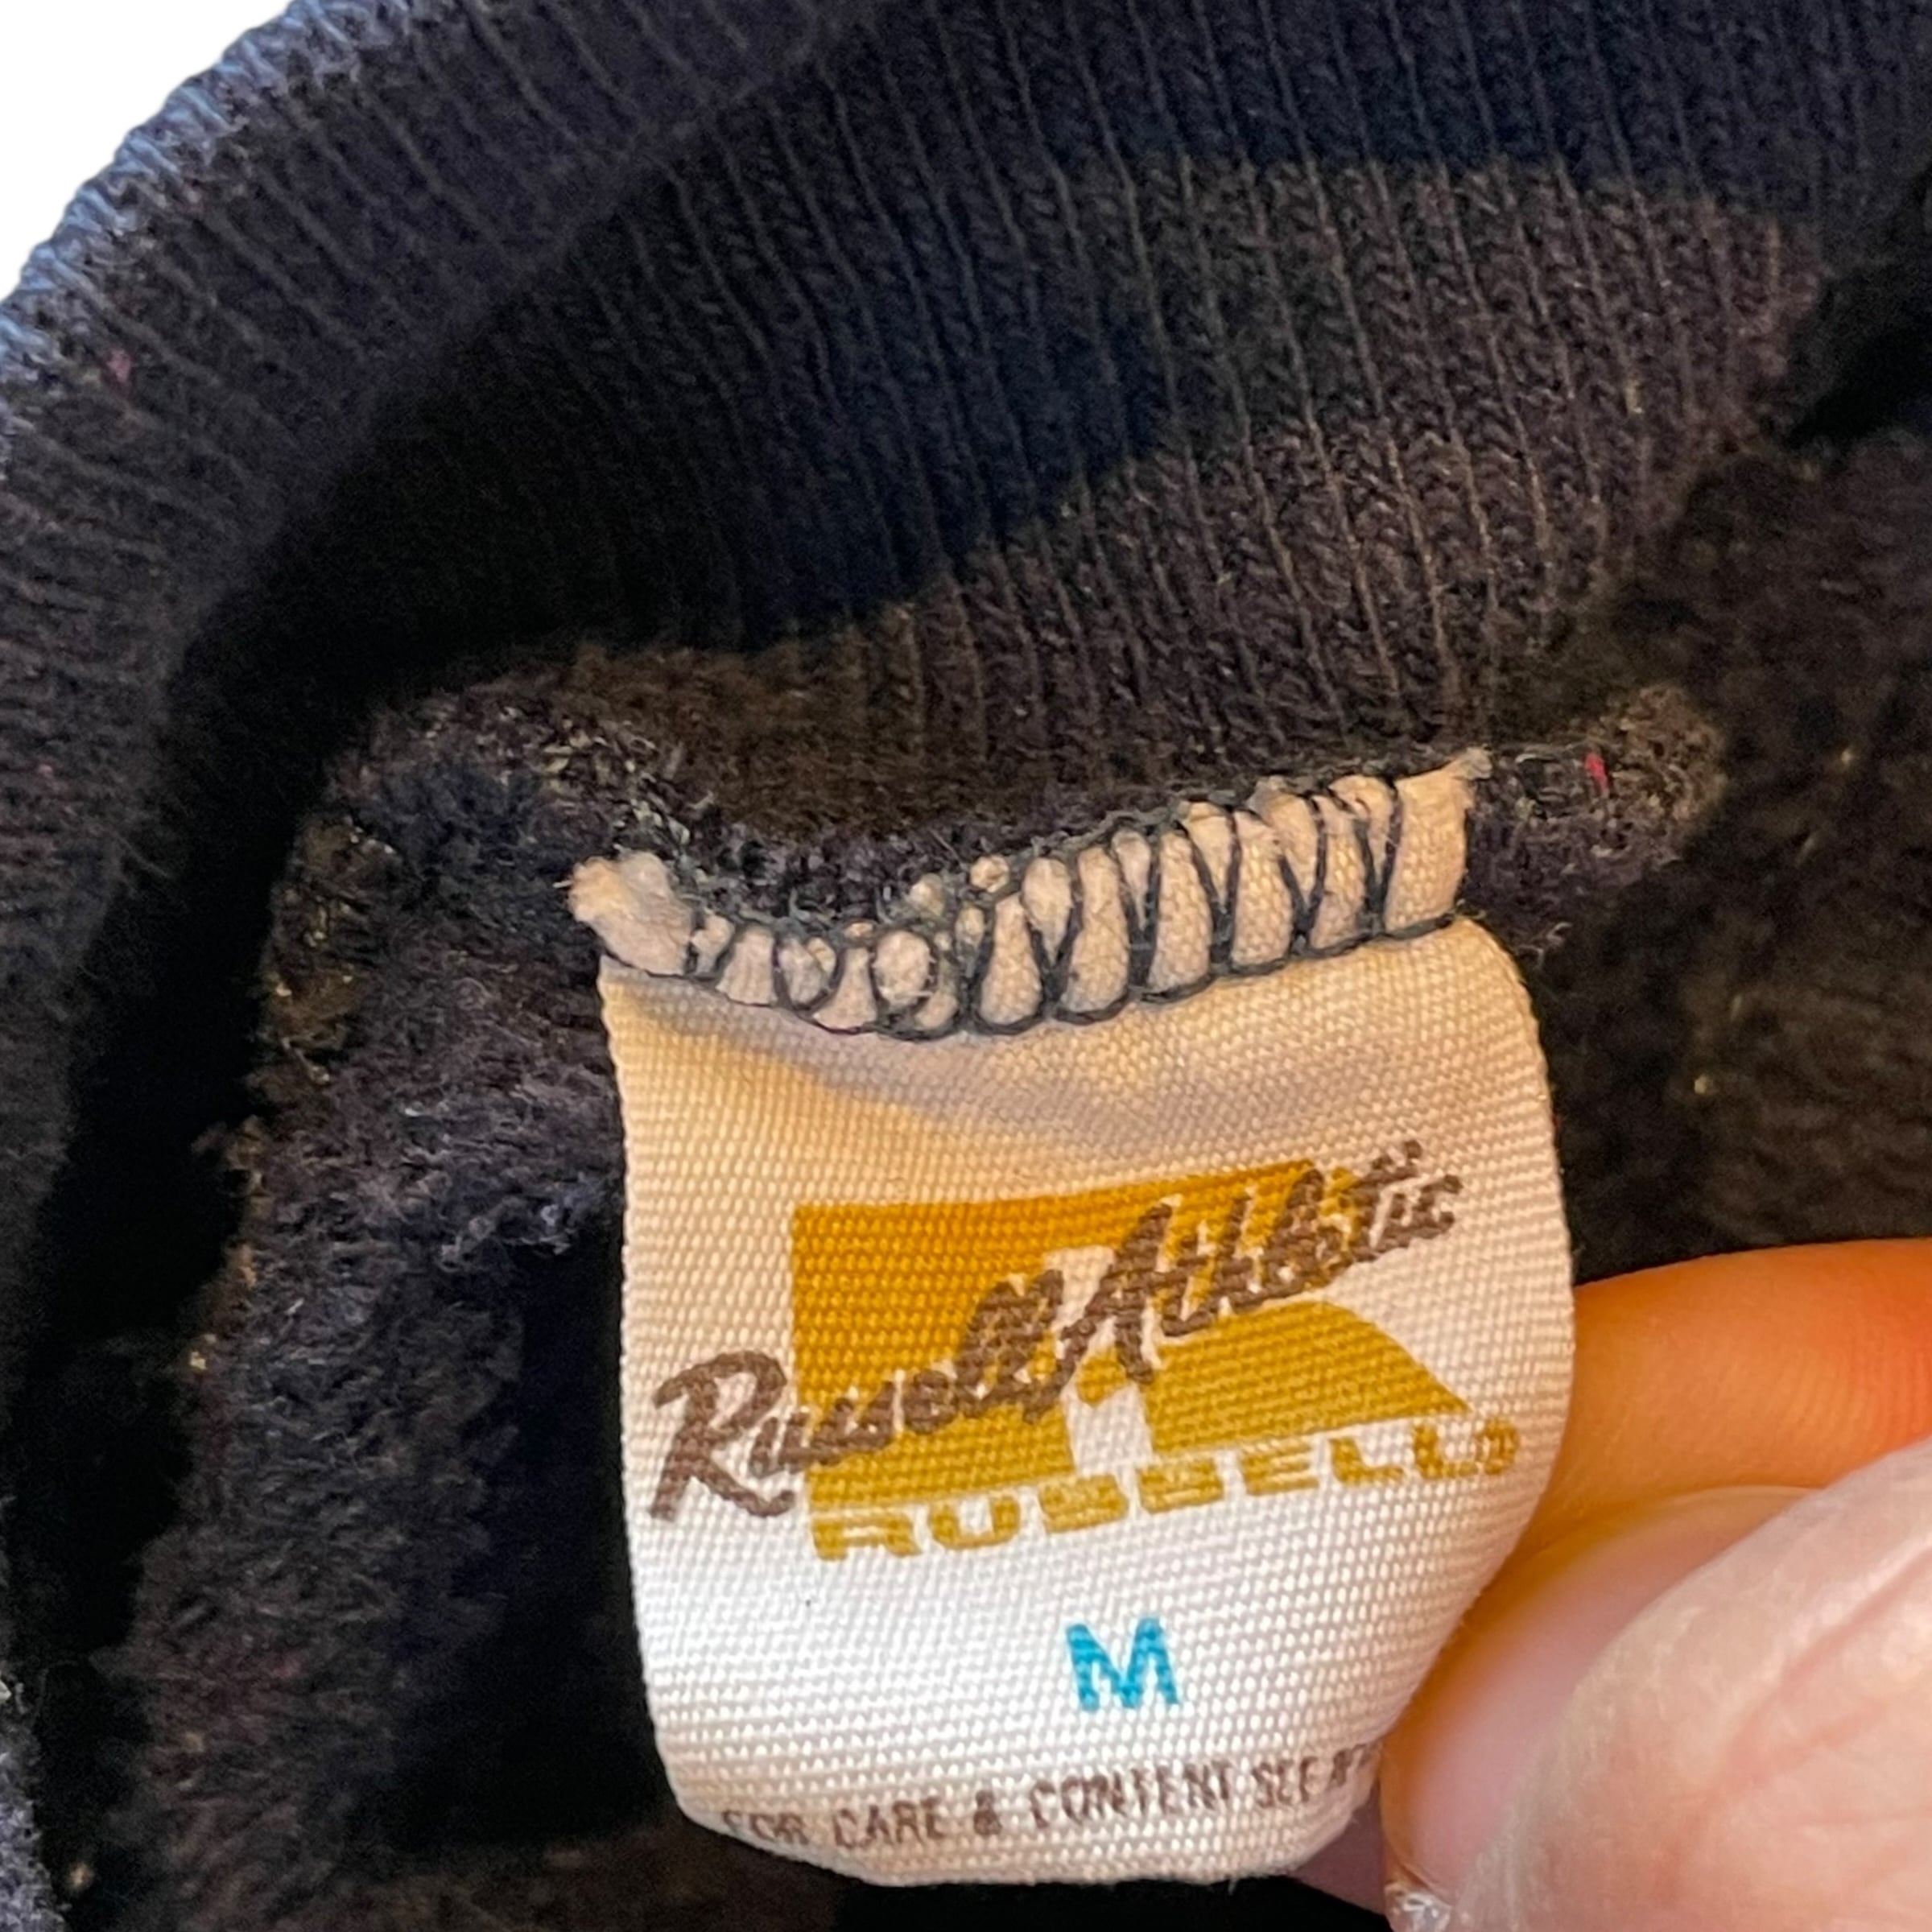 Russell Athletic
RUSSELL®
M
FOR CARE & CONTENT SEE